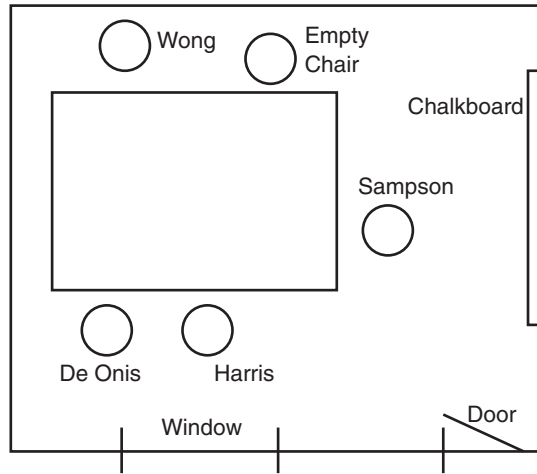 Wong
Empty
Chair
Chalkboard
Sampson
De Onis
Harris
Window
Door